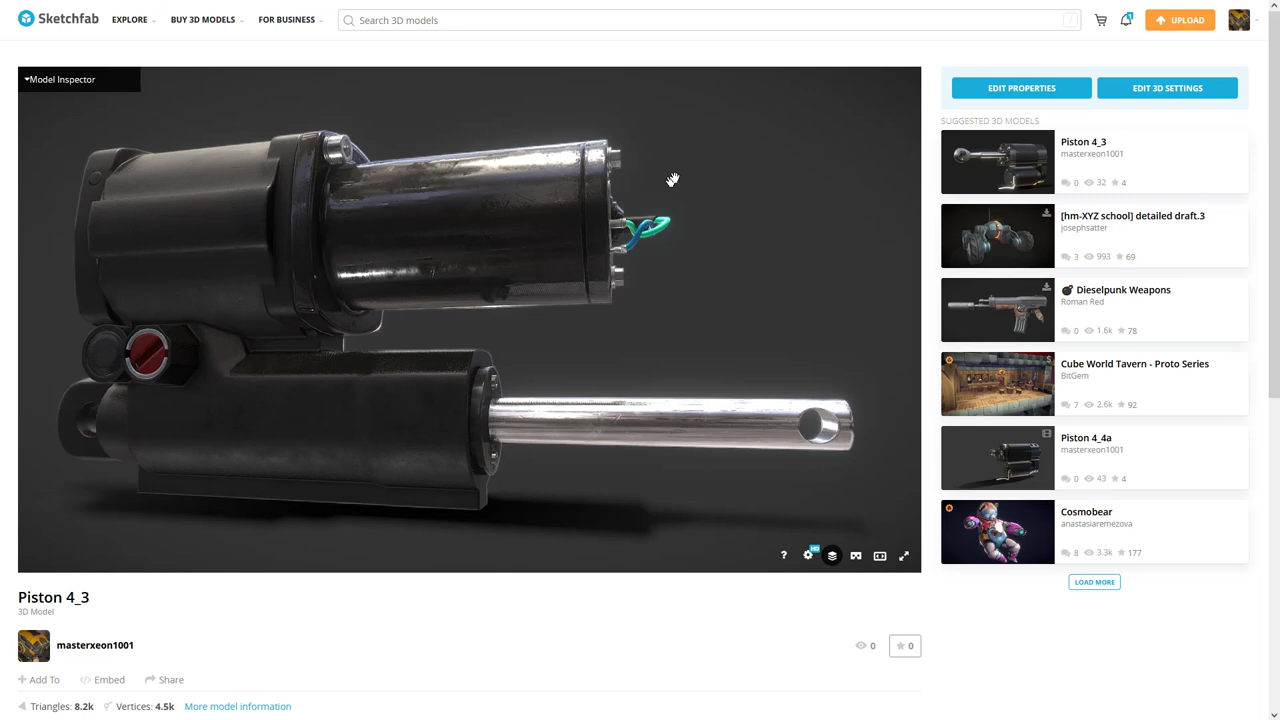 Sketchfab
EXPLORE
BUY 3D MODELS
FOR BUSINESS
Search 3D models
/
1
UPLOAD
Model Inspector
?
HD
Piston 4_3
3D Model
masterxeon1001
0
0
Add To
Embed
Share
Triangles: 8.2k
Vertices: 4.5k
More model information
EDIT PROPERTIES
EDIT 3D SETTINGS
SUGGESTED 3D MODELS
Piston 4_3
masterxeon1001
0 32 4
[hm-XYZ school] detailed draft.3
josephsatter
3 993 69
💣 Dieselpunk Weapons
Roman Red
0 1.6k 78
$
Cube World Tavern - Proto Series
BitGem
7 2.6k 92
Piston 4_4a
masterxeon1001
0 43 4
Cosmobear
anastasiaremezova
8 3.3k 177
LOAD MORE